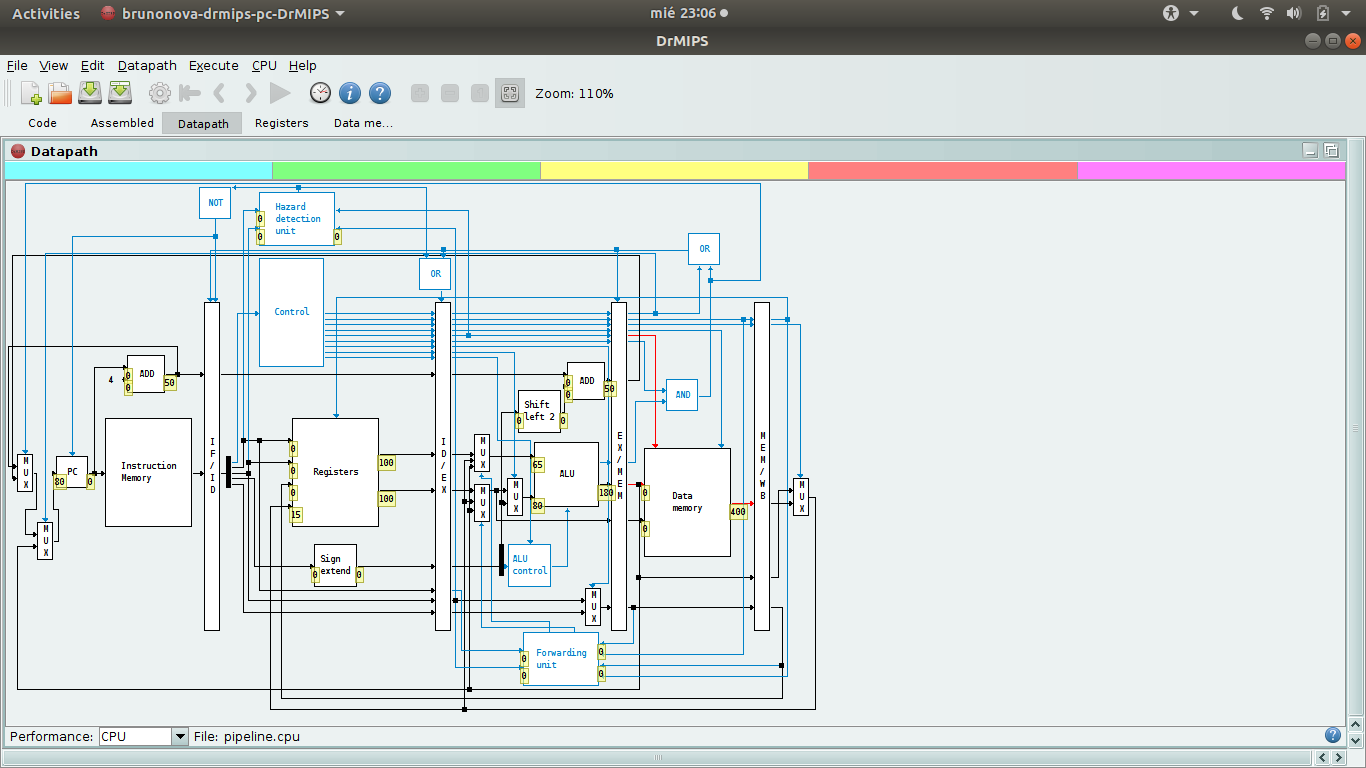 Activities brunonova-drmips-pc-DrMIPS mié 23:06
DrMIPS
File View Edit Datapath Execute CPU Help
Zoom: 110%
Code Assembled Datapath Registers Data me...
Datapath
NOT
Hazard
detection
unit
0
0
0
OR
OR
Control
4
0
0
ADD
50
0
0
ADD
50
AND
Shift
left 2
0
0
IF/ID
ID/EX
EX/MEM
MEM/WB
MUX
MUX
80
PC
0
Instruction
Memory
0
0
0
15
Registers
100
100
MUX
MUX
MUX
65
80
ALU
180
0
0
Data
memory
400
MUX
Sign
extend
0
0
ALU
control
MUX
Forwarding
unit
0
0
0
0
Performance: CPU File: pipeline.cpu